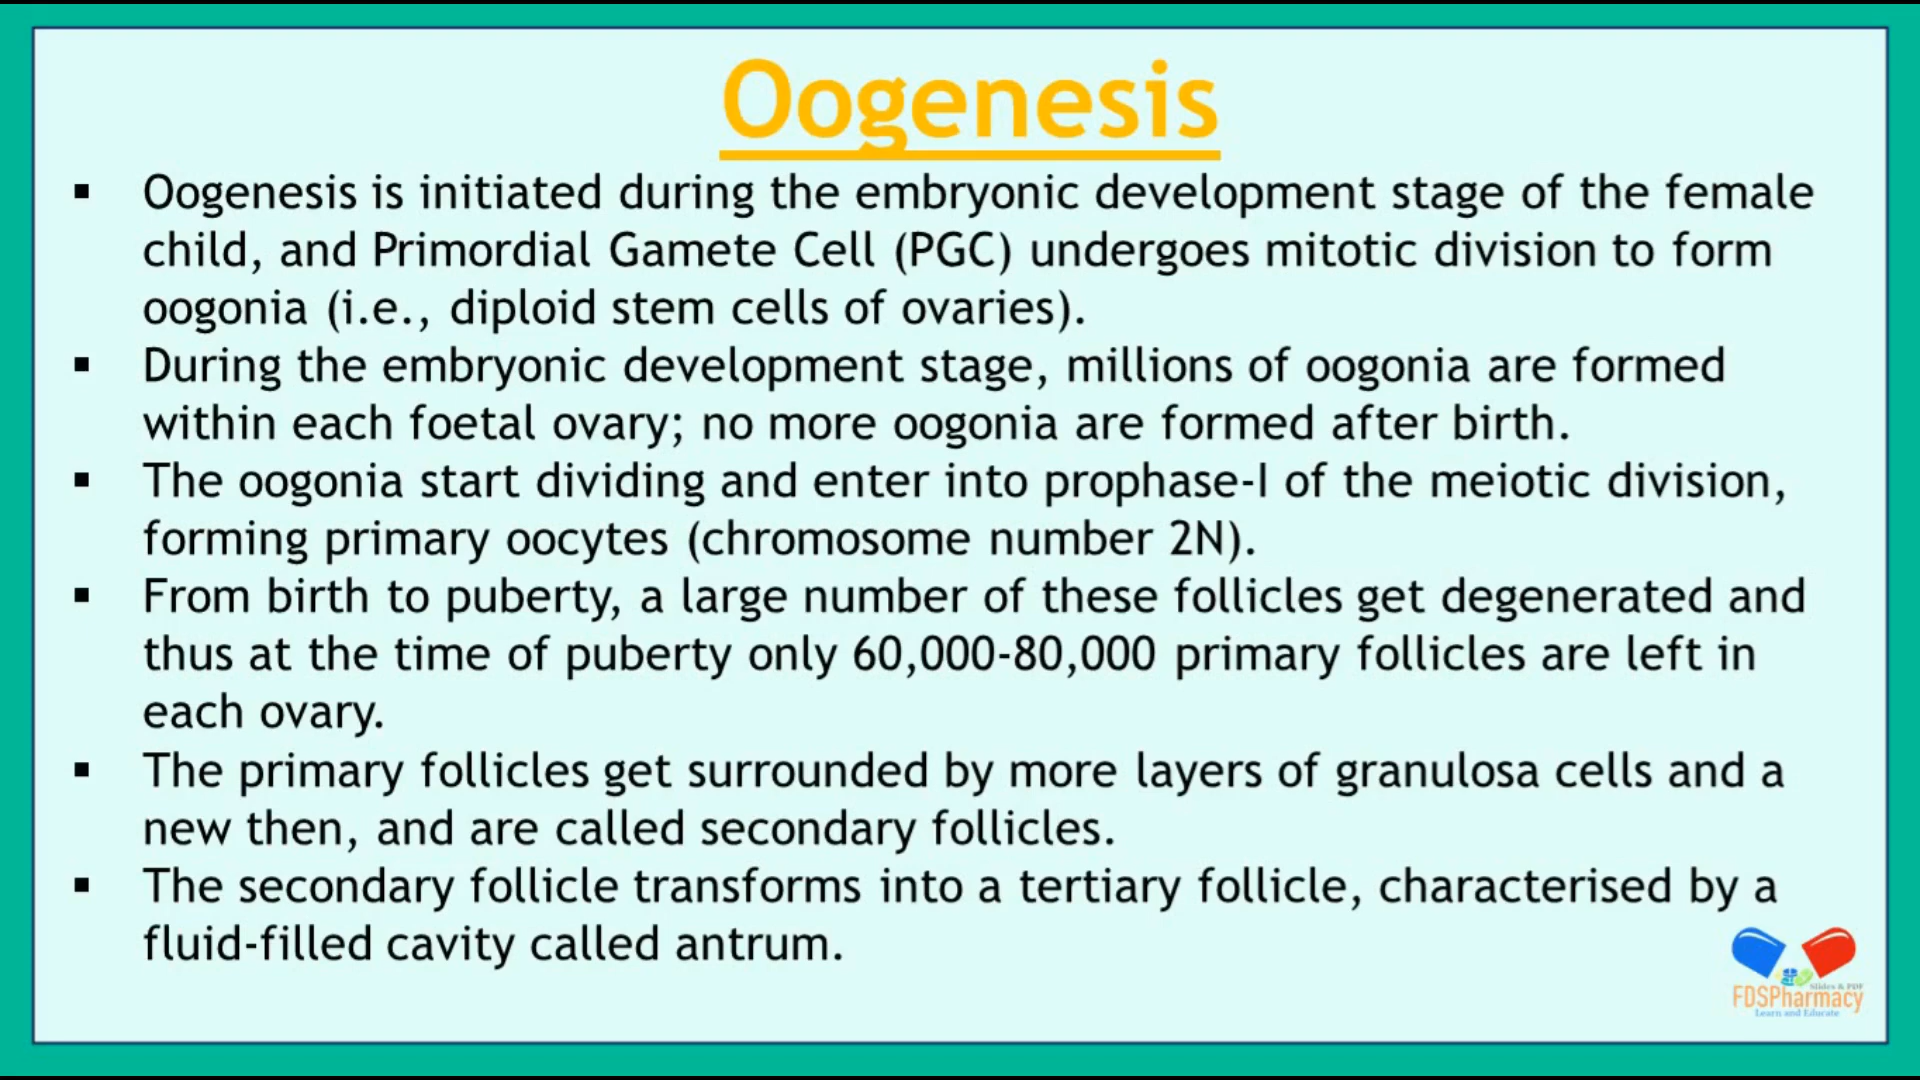 Oogenesis
▪ Oogenesis is initiated during the embryonic development stage of the female
child, and Primordial Gamete Cell (PGC) undergoes mitotic division to form
oogonia (i.e., diploid stem cells of ovaries).
▪ During the embryonic development stage, millions of oogonia are formed
within each foetal ovary; no more oogonia are formed after birth.
▪ The oogonia start dividing and enter into prophase-I of the meiotic division,
forming primary oocytes (chromosome number 2N).
▪ From birth to puberty, a large number of these follicles get degenerated and
thus at the time of puberty only 60,000-80,000 primary follicles are left in
each ovary.
▪ The primary follicles get surrounded by more layers of granulosa cells and a
new then, and are called secondary follicles.
▪ The secondary follicle transforms into a tertiary follicle, characterised by a
fluid-filled cavity called antrum.
Slides & PDF
FDSPharmacy
Learn and Educate